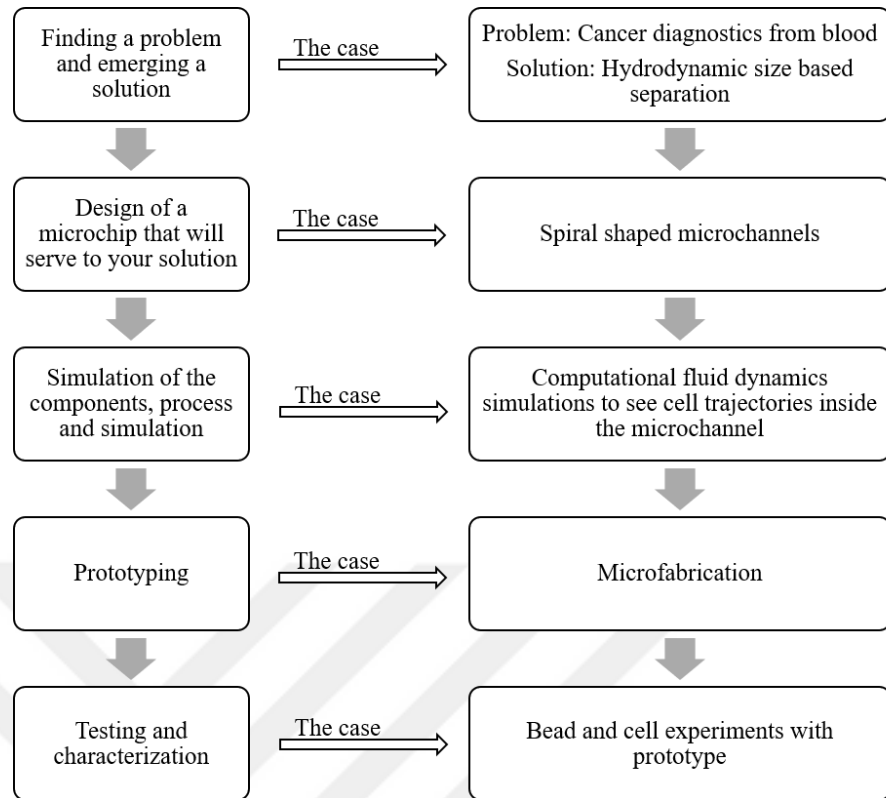 Finding a problem
and emerging a
solution
The case
Problem: Cancer diagnostics from blood
Solution: Hydrodynamic size based
separation
Design of a
microchip that will
serve to your solution
The case
Spiral shaped microchannels
Simulation of the
components, process
and simulation
The case
Computational fluid dynamics
simulations to see cell trajectories inside
the microchannel
Prototyping
The case
Microfabrication
Testing and
characterization
The case
Bead and cell experiments with
prototype